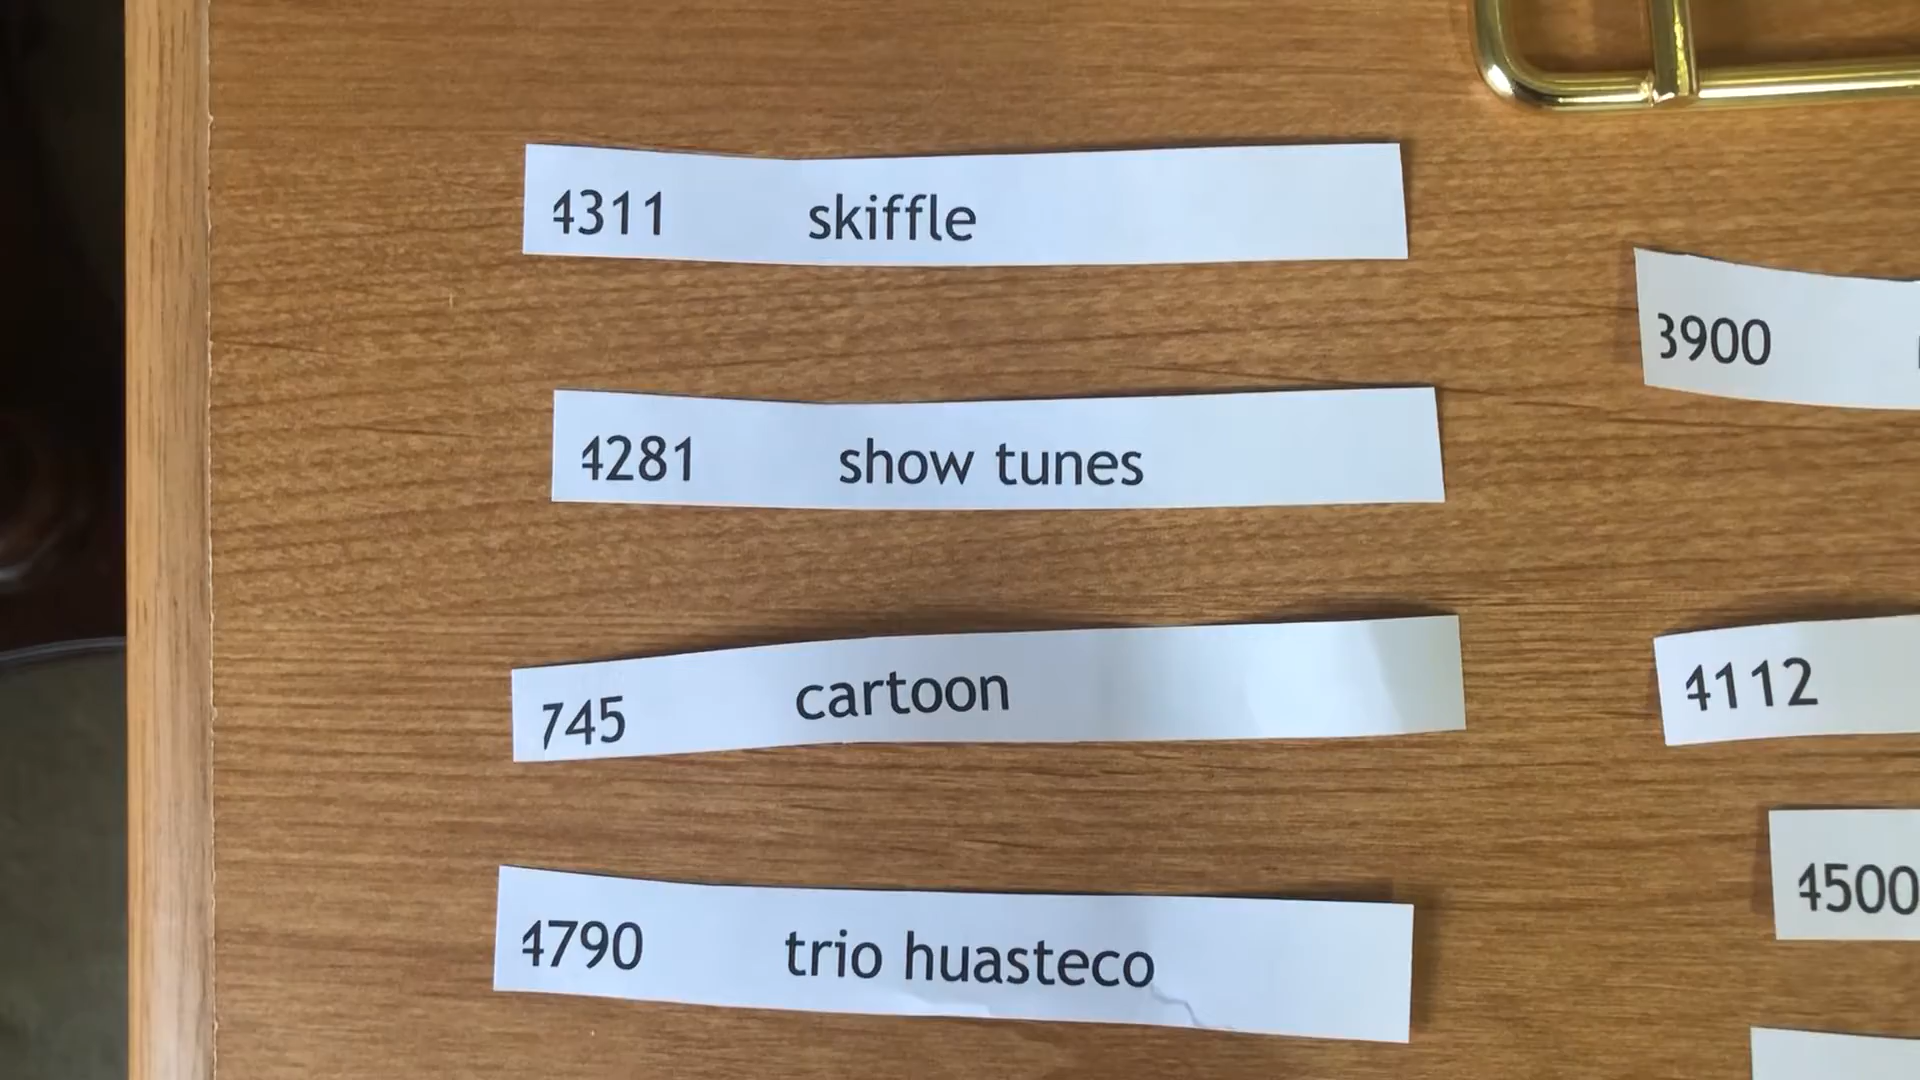 4311 skiffle
3900
4281 show tunes
745 cartoon
4112
4500
4790 trio huasteco